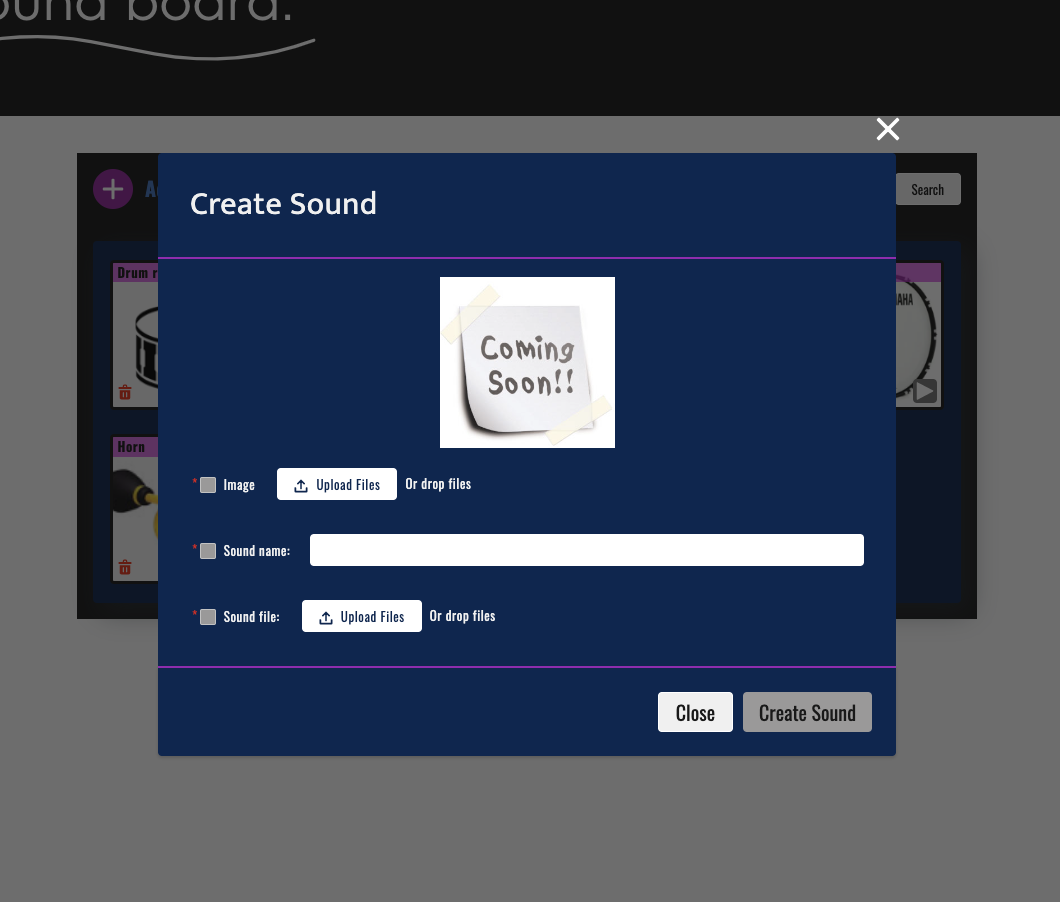 ound board.
Search
Create Sound
Drum r
AHA
Coming
Soon!!
Horn
* Image Upload Files Or drop files
* Sound name:
* Sound file: Upload Files Or drop files
Close Create Sound